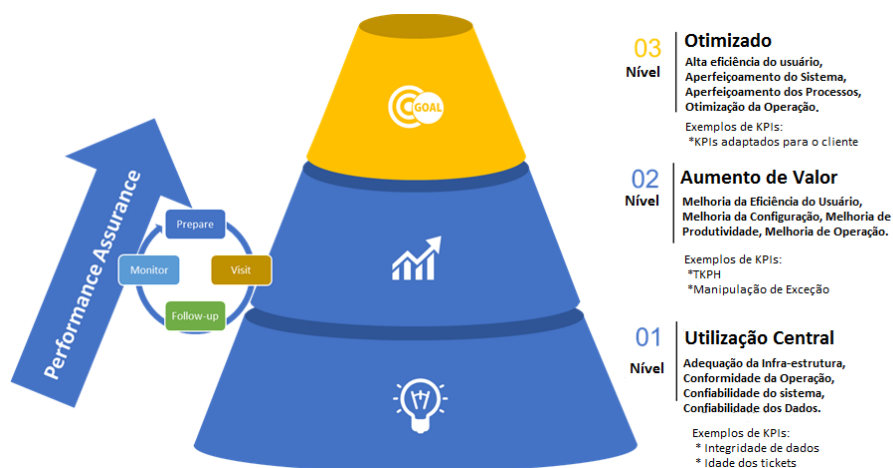 03
Nível
Otimizado
Alta eficiência do usuário,
Aperfeiçoamento do Sistema,
Aperfeiçoamento dos Processos,
Otimização da Operação.
Exemplos de KPIs:
*KPIs adaptados para o cliente
GOAL
02
Nível
Aumento de Valor
Melhoria da Eficiência do Usuário,
Melhoria da Configuração, Melhoria de
Produtividade, Melhoria de Operação.
Exemplos de KPIs:
*TKPH
*Manipulação de Exceção
Performance Assurance
Prepare
Monitor
Visit
Follow-up
01
Nível
Utilização Central
Adequação da Infra-estrutura,
Conformidade da Operação,
Confiabilidade do sistema,
Confiabilidade dos Dados.
Exemplos de KPIs:
* Integridade de dados
* Idade dos tickets